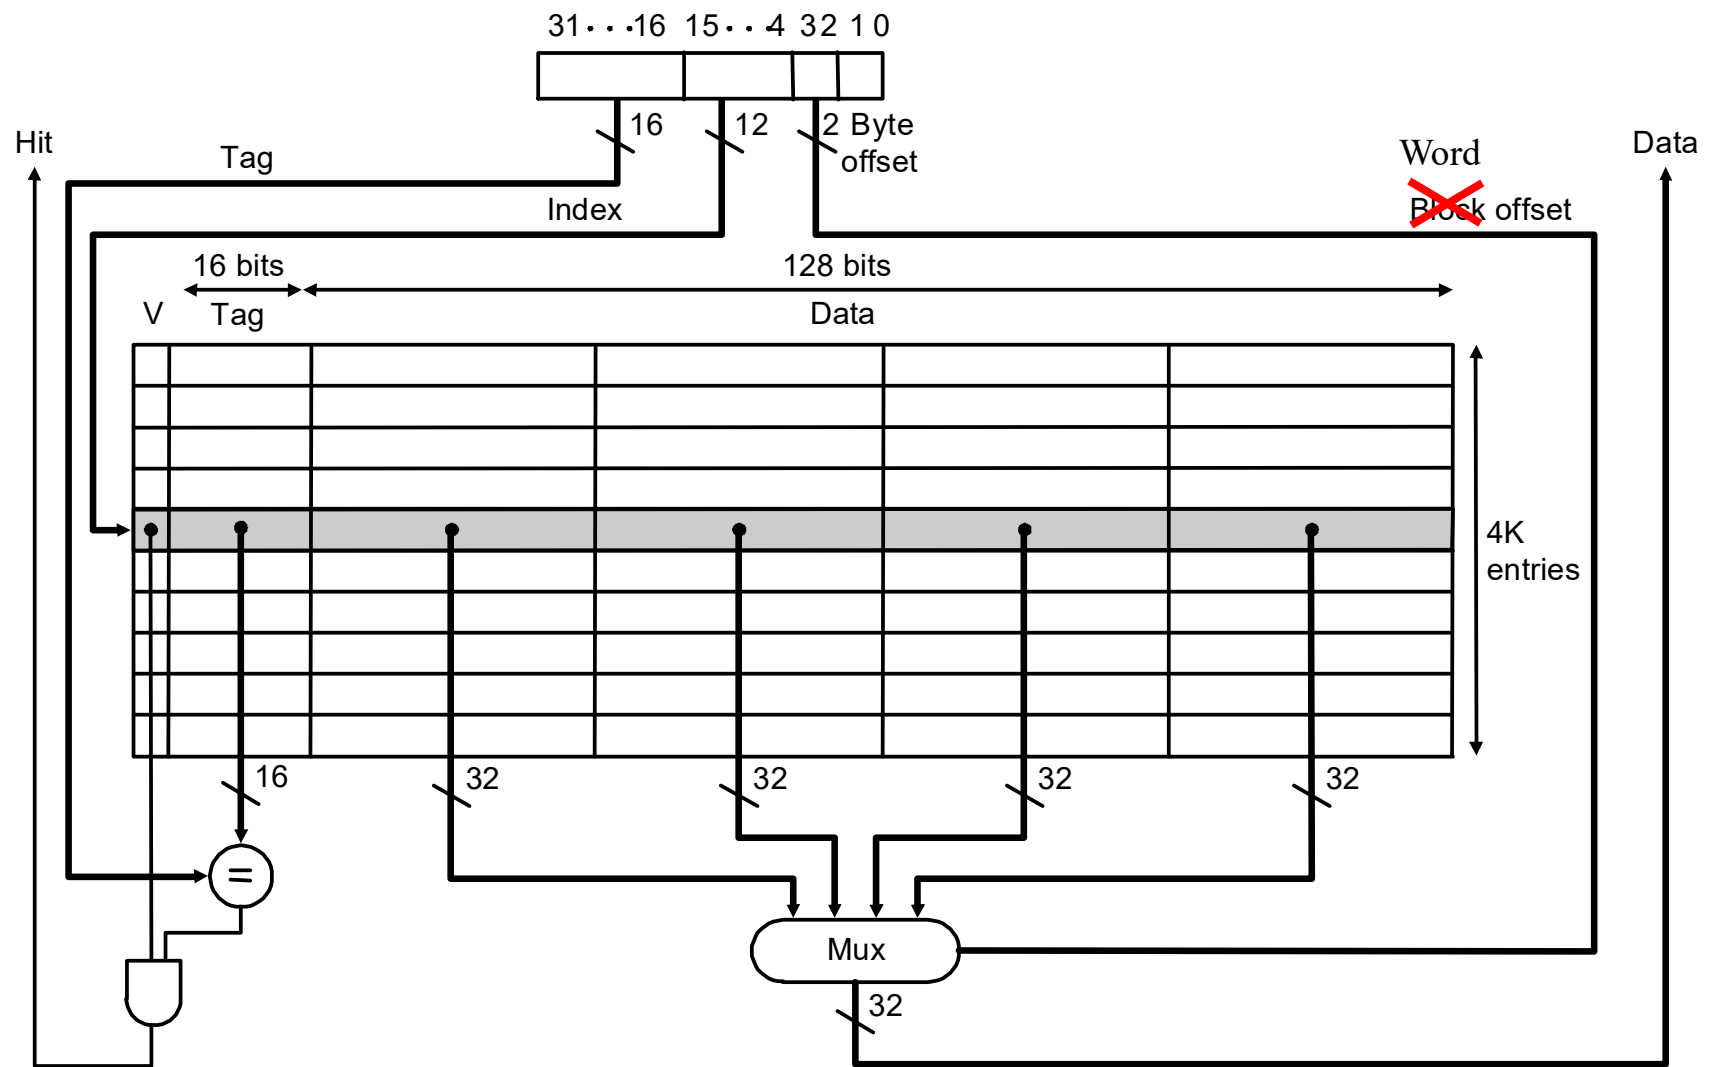 31 · · · 16 15 · · · 4 3 2 1 0
16 12 2 Byte offset
Hit
Tag
Word
Data
Index
Block offset
16 bits
128 bits
V
Tag
Data
4K
entries
16
32
32
32
32
=
Mux
32